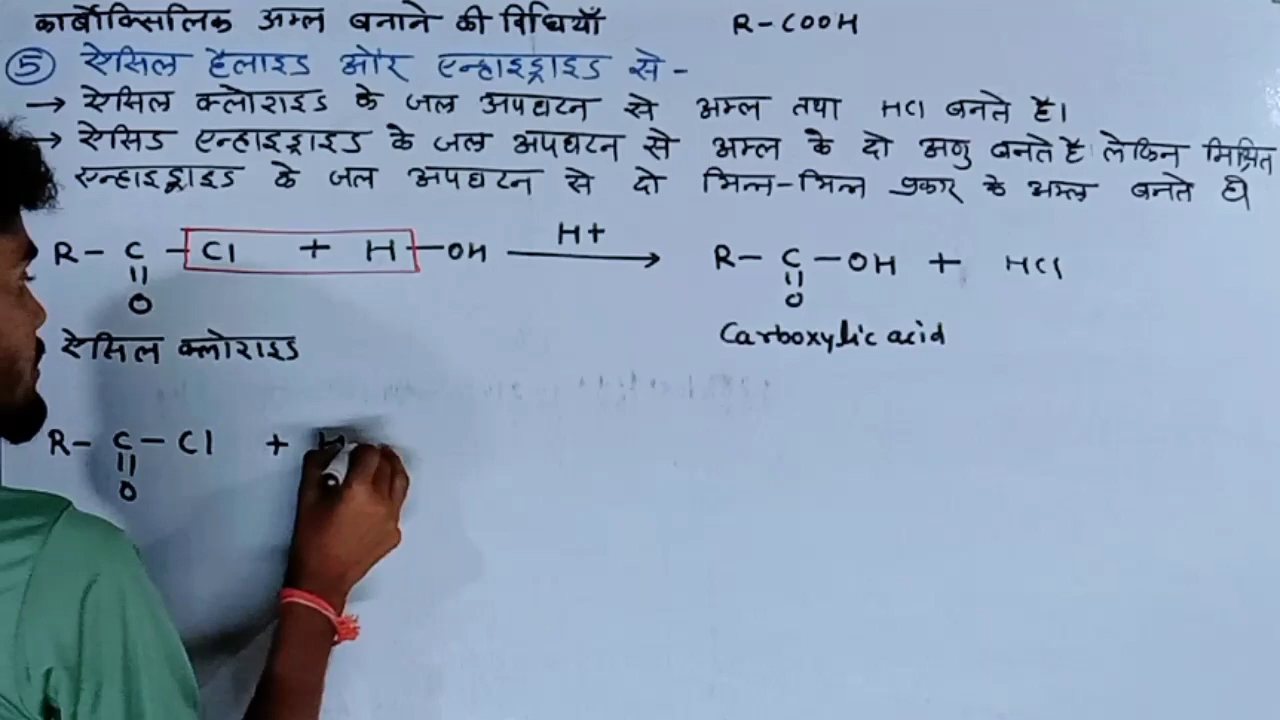 कार्बोक्सिलिक अम्ल बनाने की विधियाँ R-COOH
⑤ ऐसिल हैलाइड और एन्हाइड्राइड से -
→ ऐसिल क्लोराइड के जल अपघटन से अम्ल तथा HCl बनते है।
→ ऐसिड एन्हाइड्राइड के जल अपघटन से अम्ल के दो अणु बनते है लेकिन मिश्रित
एन्हाइड्राइड के जल अपघटन से दो भिन्न-भिन्न प्रकार के अम्ल बनते है
R- C -Cl + H -OH H+ → R- C -OH + HCl
|| ||
O O
ऐसिल क्लोराइड Carboxylic acid
R- C - Cl + H
||
O